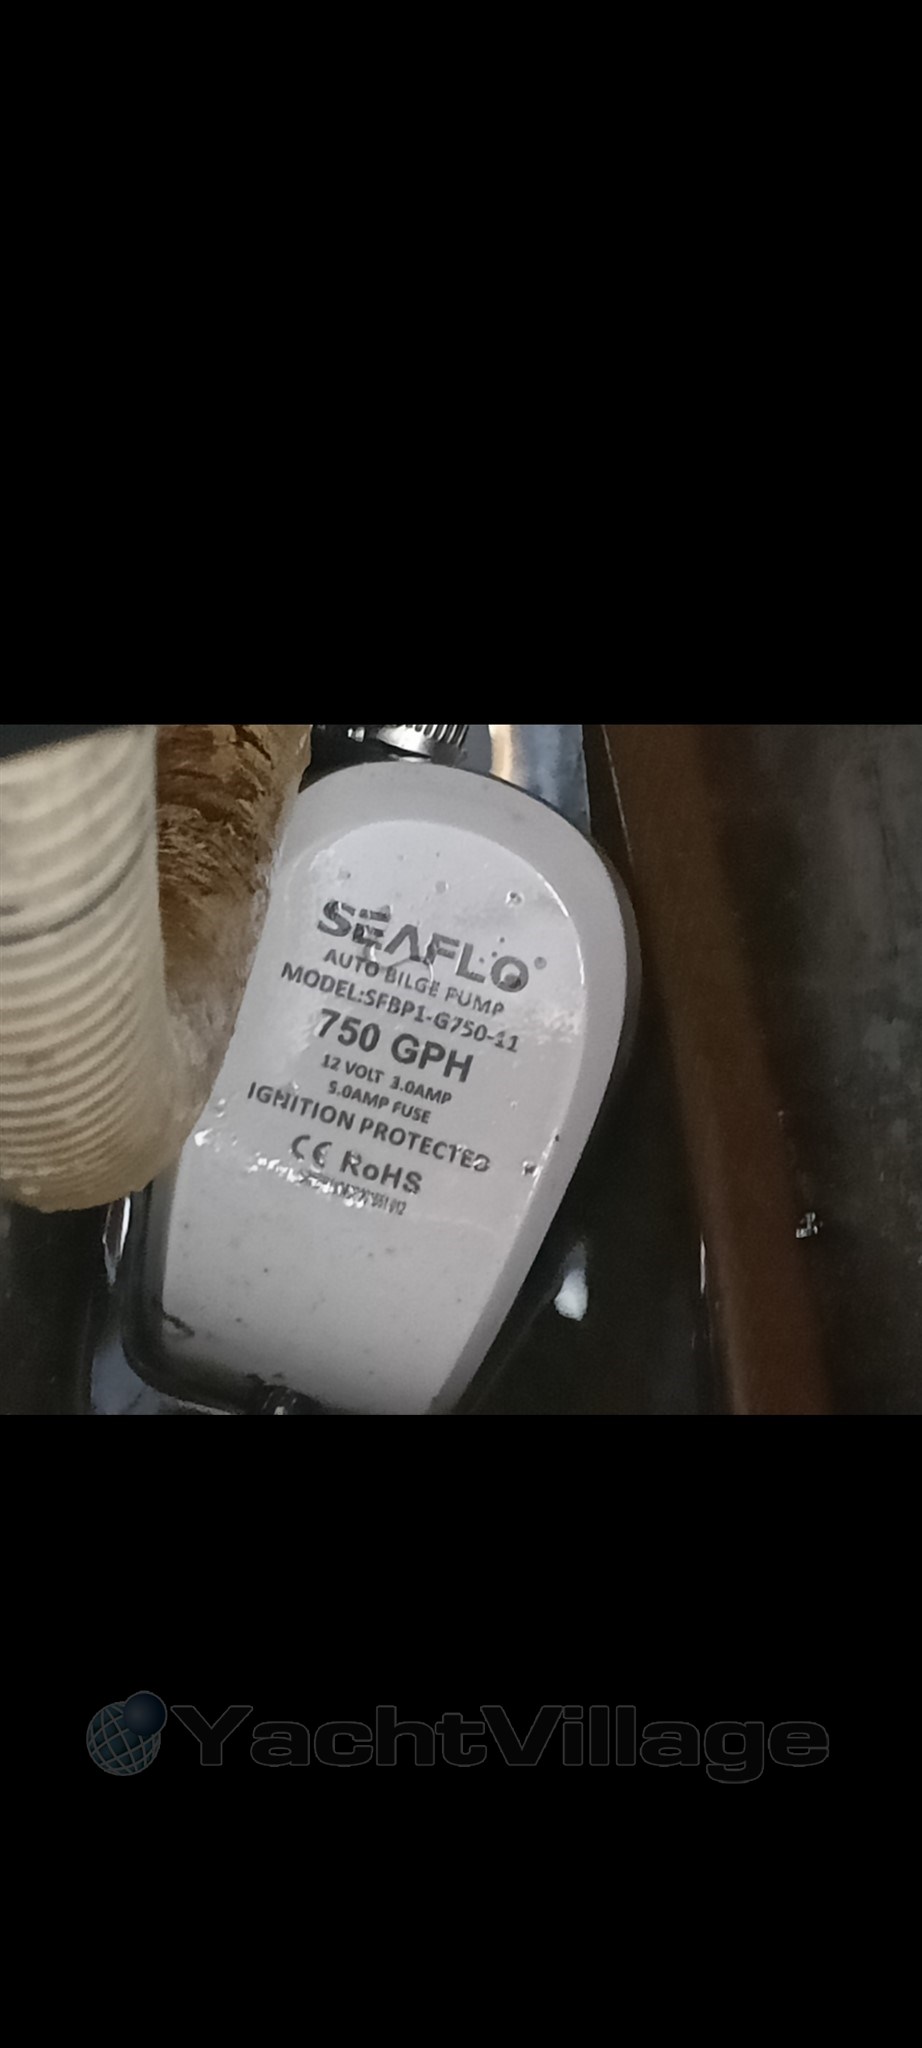 SEAFLO®
AUTO BILGE PUMP
MODEL:SFBP1-G750-11
750 GPH
12 VOLT 3.0AMP
5.0AMP FUSE
IGNITION PROTECTED
CE RoHS
YachtVillage